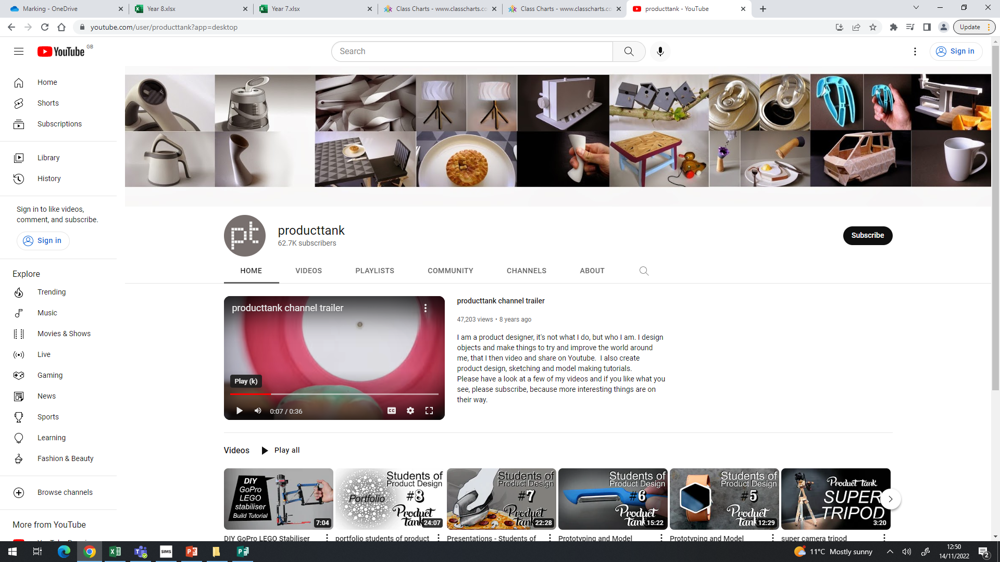 Marking - OneDrive
Year 8.xlsx
Year 7.xlsx
Class Charts - www.classcharts.co
Class Charts - www.classcharts.co
producttank - YouTube
youtube.com/user/producttank?app=desktop
Update
YouTube GB
Search
Sign in
Home
Shorts
Subscriptions
Library
History
Sign in to like videos,
comment, and subscribe.
Sign in
Explore
Trending
Music
Movies & Shows
Live
Gaming
News
Sports
Learning
Fashion & Beauty
Browse channels
More from YouTube
pt
producttank
62.7K subscribers
Subscribe
HOME
VIDEOS
PLAYLISTS
COMMUNITY
CHANNELS
ABOUT
producttank channel trailer
Play (k)
0:07 / 0:36
CC
producttank channel trailer
47,203 views • 8 years ago
I am a product designer, it's not what I do, but who I am. I design
objects and make things to try and improve the world around
me, that I then video and share on Youtube. I also create
product design, sketching and model making tutorials.
Please have a look at a few of my videos and if you like what you
see, please subscribe, because more interesting things are on
their way.
Videos
Play all
DIY
GoPro
LEGO
stabiliser
Build Tutorial
7:04
Students of
Product Design
#8
Portfolio
Product
Tank
24:07
Students of
Product Design
#7
Product
Tank
22:28
Students of
Product Design
#6
Product
Tank
15:22
Students of
Product Design
#5
Product
Tank
12:29
Product Tank
SUPER
TRIPOD
3:20
DIY GoPro LEGO Stabiliser
portfolio students of product
Presentations - Students of
Prototyping and Model
Prototyping and Model
super camera tripod
SIMS
11°C Mostly sunny
12:50
14/11/2022
2